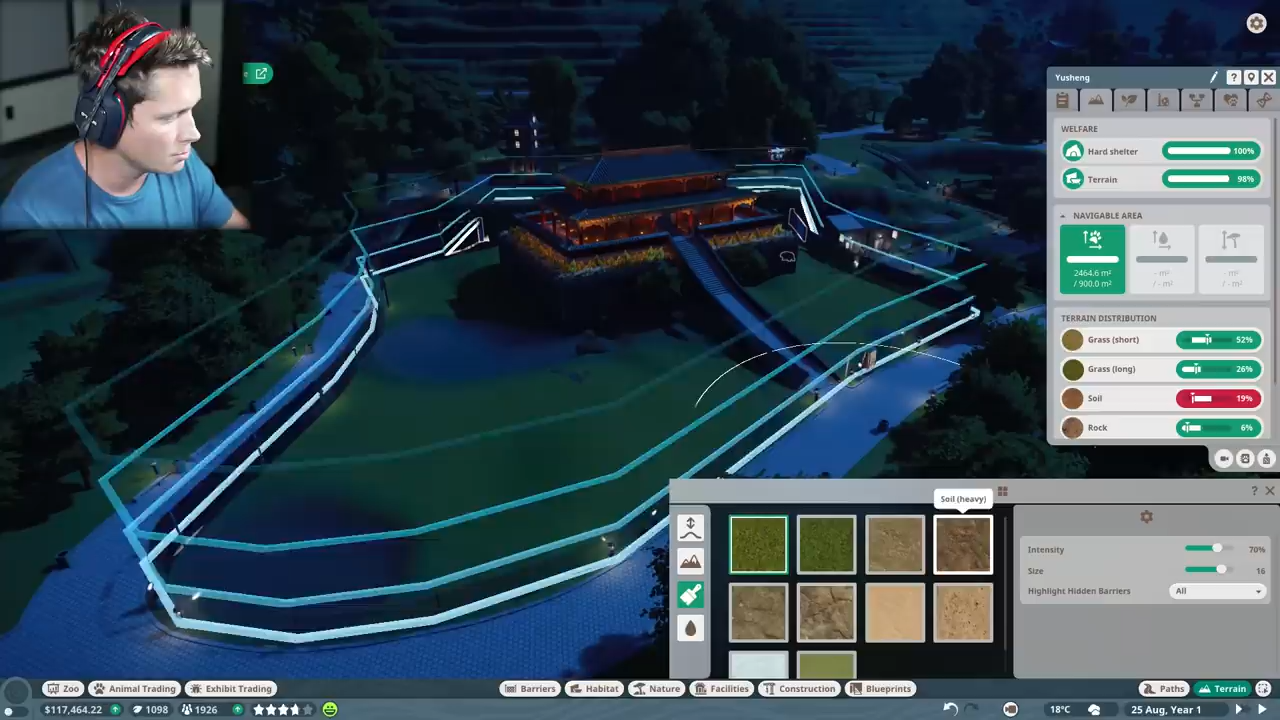 e
Yusheng
?
WELFARE
Hard shelter 100%
Terrain 98%
NAVIGABLE AREA
2464.6 m²
/ 900.0 m²
- m²
/ - m²
- m²
/ - m²
TERRAIN DISTRIBUTION
Grass (short) 52%
Grass (long) 26%
Soil 19%
Rock 6%
Soil (heavy)
?
Intensity 70%
Size 16
Highlight Hidden Barriers All
Zoo Animal Trading Exhibit Trading Barriers Habitat Nature Facilities Construction Blueprints Paths Terrain
$117,464.22 1098 1926 18°C 25 Aug, Year 1